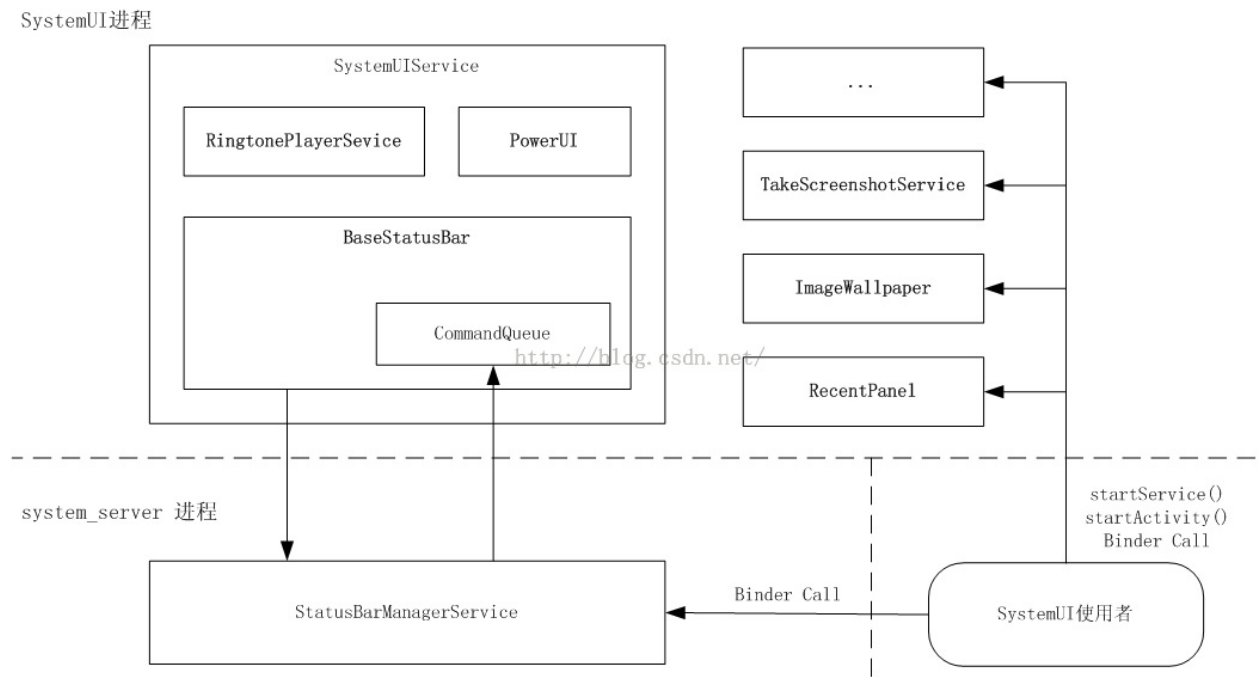 SystemUI进程
SystemUIService
...
RingtonePlayerSevice
PowerUI
TakeScreenshotService
BaseStatusBar
ImageWallpaper
CommandQueue
http://blog.csdn.net/
RecentPanel
system_server 进程
startService()
startActivity()
Binder Call
StatusBarManagerService
Binder Call
SystemUI使用者